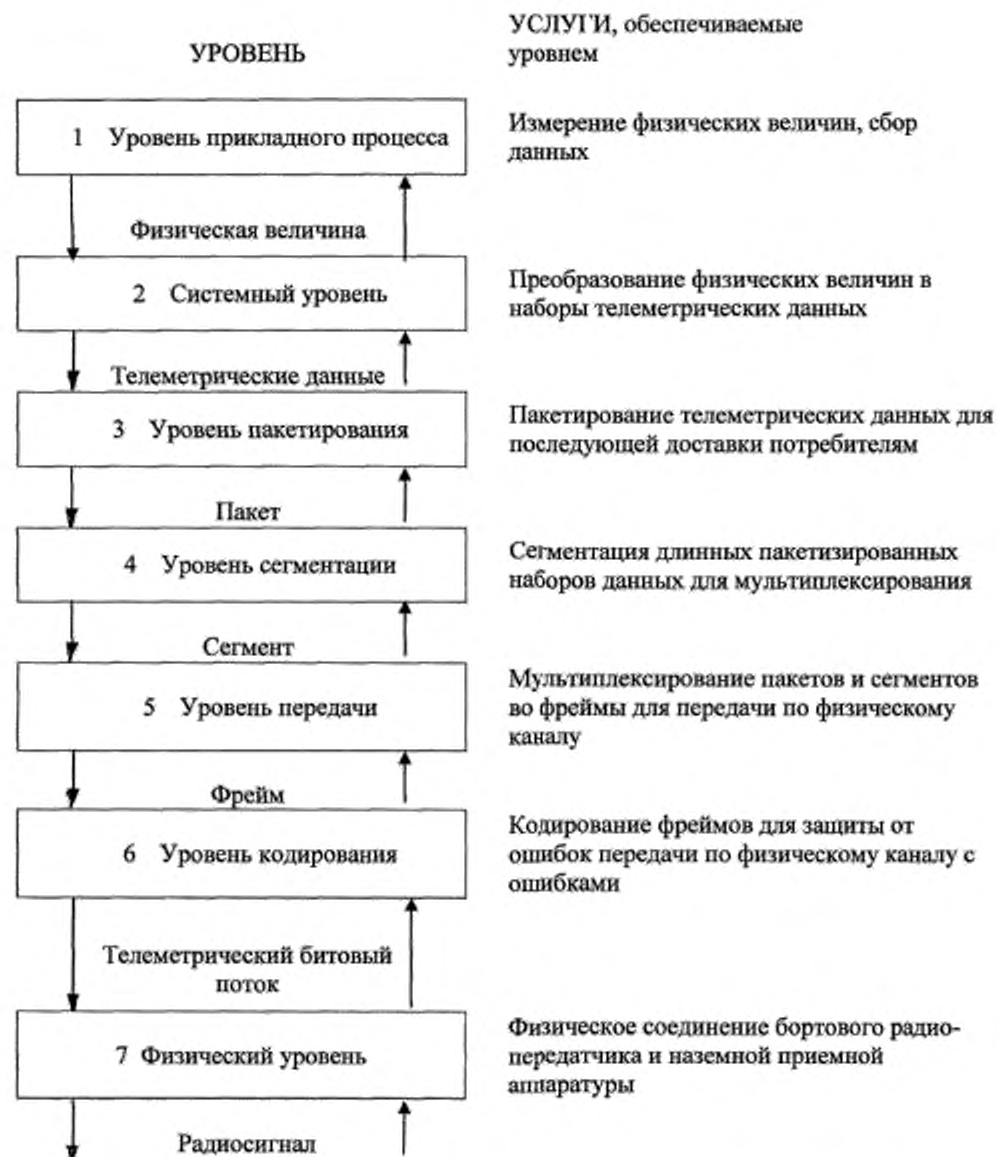 УРОВЕНЬ
УСЛУГИ, обеспечиваемые
уровнем
1 Уровень прикладного процесса
Измерение физических величин, сбор
данных
Физическая величина
2 Системный уровень
Преобразование физических величин в
наборы телеметрических данных
Телеметрические данные
3 Уровень пакетирования
Пакетирование телеметрических данных для
последующей доставки потребителям
Пакет
4 Уровень сегментации
Сегментация длинных пакетизированных
наборов данных для мультиплексирования
Сегмент
5 Уровень передачи
Мультиплексирование пакетов и сегментов
во фреймы для передачи по физическому
каналу
Фрейм
6 Уровень кодирования
Кодирование фреймов для защиты от
ошибок передачи по физическому каналу с
ошибками
Телеметрический битовый
поток
7 Физический уровень
Физическое соединение бортового радио-
передатчика и наземной приемной
аппаратуры
Радиосигнал